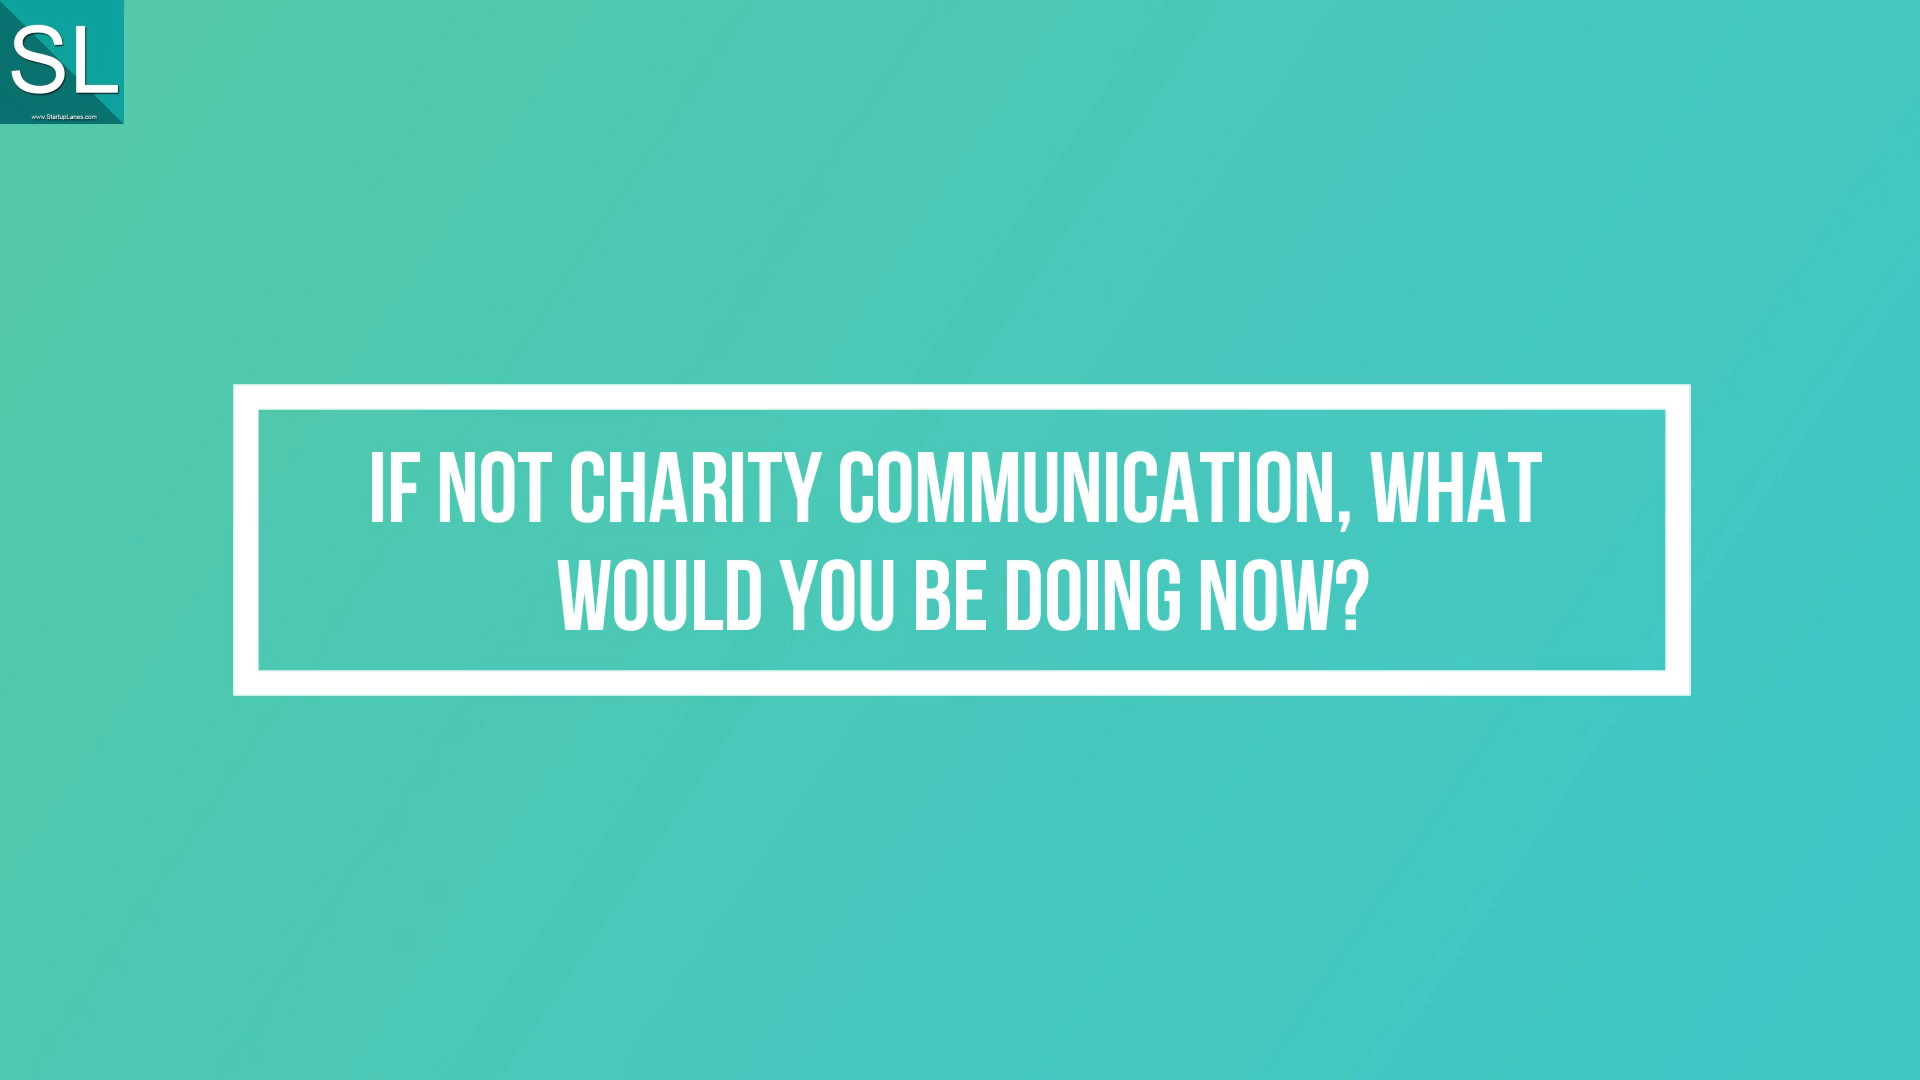 SL
www.StartupLanes.com
IF NOT CHARITY COMMUNICATION, WHAT
WOULD YOU BE DOING NOW?